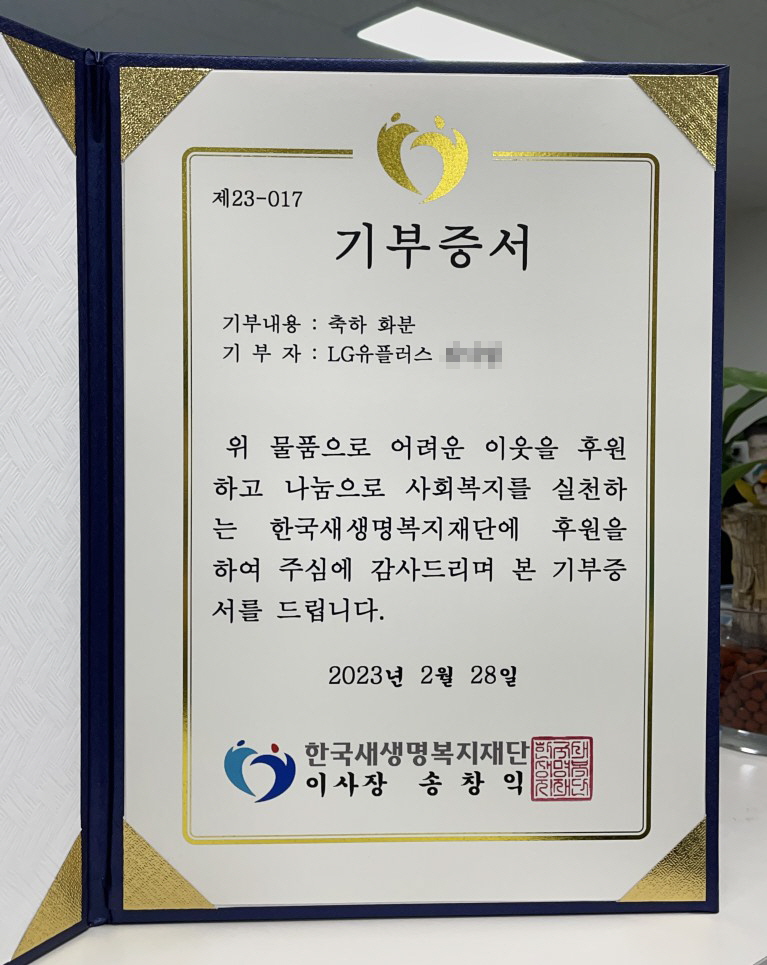 제23-017
기부증서
기부내용 : 축하 화분
기 부 자 : LG유플러스
위 물품으로 어려운 이웃을 후원
하고 나눔으로 사회복지를 실천하
는 한국새생명복지재단에 후원을
하여 주심에 감사드리며 본 기부증
서를 드립니다.
2023년 2월 28일
한국새생명복지재단
이사장 송 창 익